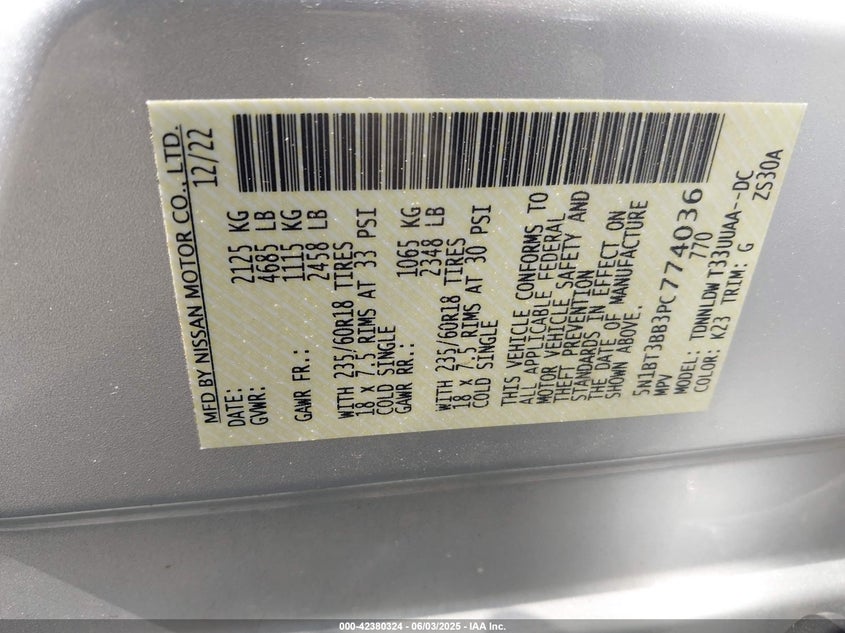 MFD BY NISSAN MOTOR CO., LTD.
DATE: 12/22
GVWR: 2125 KG
4685 LB
GAWR FR.: 1115 KG
2458 LB
WITH 235/60R18 TIRES
18 X 7.5 RIMS AT 33 PSI
COLD SINGLE
GAWR RR.: 1065 KG
2348 LB
WITH 235/60R18 TIRES
18 X 7.5 RIMS AT 30 PSI
COLD SINGLE
THIS VEHICLE CONFORMS TO
ALL APPLICABLE FEDERAL
MOTOR VEHICLE SAFETY AND
THEFT PREVENTION
STANDARDS IN EFFECT ON
THE DATE OF MANUFACTURE
SHOWN ABOVE.
5N1BT3BB3PC774036
MPV 770
MODEL: TDNNLDW T33UUAA--DC
COLOR: K23 TRIM: G
ZS30A
000-42380324 - 06/03/2025 - IAA Inc.